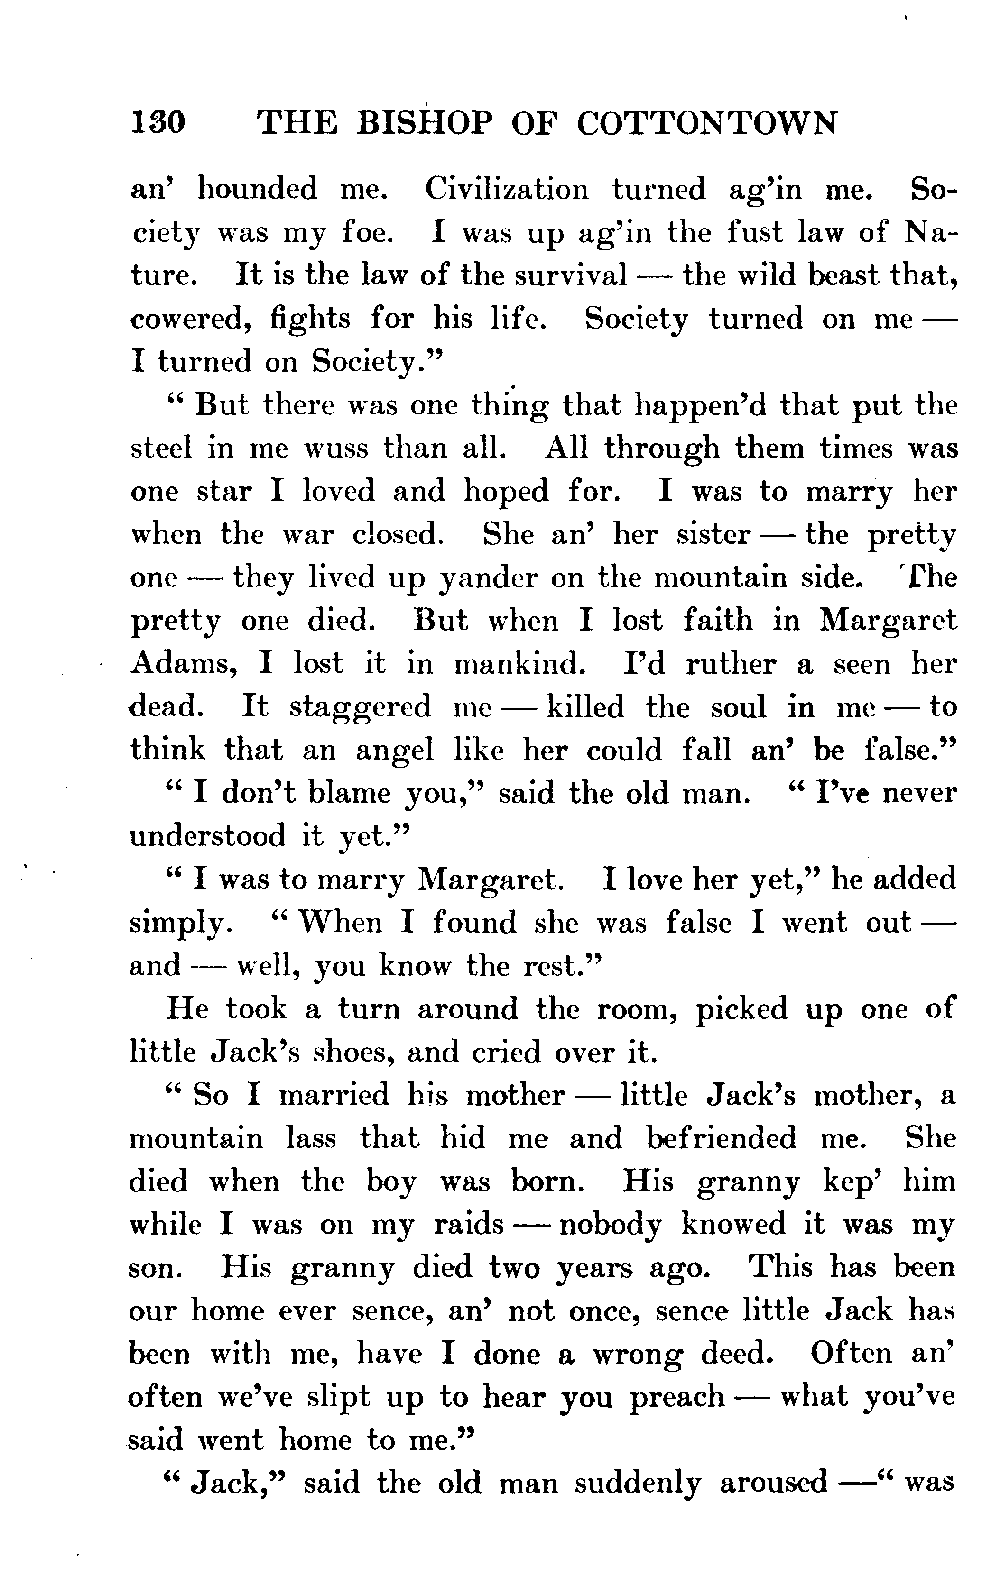 130 THE BISHOP OF COTTONTOWN
an' hounded me. Civilization turned ag'in me. So-
ciety was my foe. I was up ag'in the fust law of Na-
ture. It is the law of the survival — the wild beast that,
cowered, fights for his life. Society turned on me —
I turned on Society."
" But there was one thing that happen'd that put the
steel in me wuss than all. All through them times was
one star I loved and hoped for. I was to marry her
when the war closed. She an' her sister — the pretty
one — they lived up yander on the mountain side. The
pretty one died. But when I lost faith in Margaret
Adams, I lost it in mankind. I'd ruther a seen her
dead. It staggered me — killed the soul in me — to
think that an angel like her could fall an' be false."
" I don't blame you," said the old man. " I've never
understood it yet."
" I was to marry Margaret. I love her yet," he added
simply. " When I found she was false I went out —
and — well, you know the rest."
He took a turn around the room, picked up one of
little Jack's shoes, and cried over it.
" So I married his mother — little Jack's mother, a
mountain lass that hid me and befriended me. She
died when the boy was born. His granny kep' him
while I was on my raids — nobody knowed it was my
son. His granny died two years ago. This has been
our home ever sence, an' not once, sence little Jack has
been with me, have I done a wrong deed. Often an'
often we've slipt up to hear you preach — what you've
said went home to me."
" Jack," said the old man suddenly aroused —" was